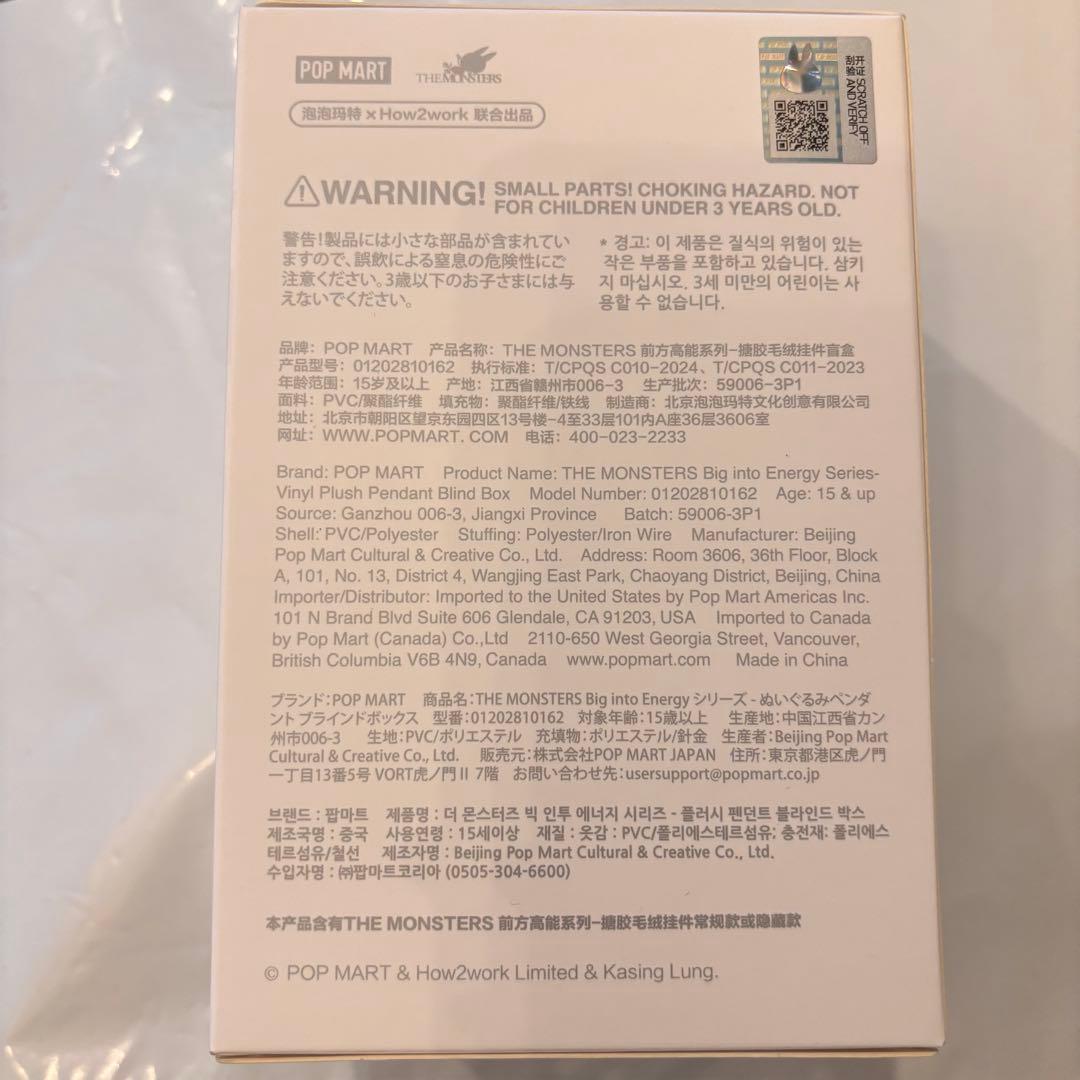 POP MART THE MONSTERS
泡泡玛特×How2work 联合出品
开证 SCRATCH OFF
刮验 AND VERIFY
WARNING! SMALL PARTS! CHOKING HAZARD. NOT
FOR CHILDREN UNDER 3 YEARS OLD.
警告!製品には小さな部品が含まれてい
ますので、誤飲による窒息の危険性にご
注意ください。3歳以下のお子さまには与
えないでください。
* 경고: 이 제품은 질식의 위험이 있는
작은 부품을 포함하고 있습니다. 삼키
지 마십시오. 3세 미만의 어린이는 사
용할 수 없습니다.
品牌: POP MART 产品名称: THE MONSTERS 前方高能系列-搪胶毛绒挂件盲盒
产品型号: 01202810162 执行标准: T/CPQS C010-2024、T/CPQS C011-2023
年龄范围: 15岁及以上 产地: 江西省赣州市006-3 生产批次: 59006-3P1
面料: PVC/聚酯纤维 填充物: 聚酯纤维/铁线 制造商: 北京泡泡玛特文化创意有限公司
地址: 北京市朝阳区望京东园四区13号楼-4至33层101内A座36层3606室
网址: WWW.POPMART. COM 电话: 400-023-2233
Brand: POP MART Product Name: THE MONSTERS Big into Energy Series-
Vinyl Plush Pendant Blind Box Model Number: 01202810162 Age: 15 & up
Source: Ganzhou 006-3, Jiangxi Province Batch: 59006-3P1
Shell: PVC/Polyester Stuffing: Polyester/Iron Wire Manufacturer: Beijing
Pop Mart Cultural & Creative Co., Ltd. Address: Room 3606, 36th Floor, Block
A, 101, No. 13, District 4, Wangjing East Park, Chaoyang District, Beijing, China
Importer/Distributor: Imported to the United States by Pop Mart Americas Inc.
101 N Brand Blvd Suite 606 Glendale, CA 91203, USA Imported to Canada
by Pop Mart (Canada) Co.,Ltd 2110-650 West Georgia Street, Vancouver,
British Columbia V6B 4N9, Canada www.popmart.com Made in China
ブランド:POP MART 商品名:THE MONSTERS Big into Energy シリーズ - ぬいぐるみペンダ
ント ブラインドボックス 型番:01202810162 対象年齢:15歳以上 生産地:中国江西省カン
州市006-3 生地:PVC/ポリエステル 充填物:ポリエステル/針金 生産者:Beijing Pop Mart
Cultural & Creative Co., Ltd. 販売元:株式会社POP MART JAPAN 住所:東京都港区虎ノ門
一丁目13番5号 VORT虎ノ門Ⅱ 7階 お問い合わせ先:usersupport@popmart.co.jp
브랜드 : 팝마트 제품명 : 더 몬스터즈 빅 인투 에너지 시리즈 - 플러시 펜던트 블라인드 박스
제조국명 : 중국 사용연령 : 15세이상 재질 : 옷감 : PVC/폴리에스테르섬유; 충전재: 폴리에스
테르섬유/철선 제조자명 : Beijing Pop Mart Cultural & Creative Co., Ltd.
수입자명 : ㈜팝마트코리아 (0505-304-6600)
本产品含有THE MONSTERS 前方高能系列-搪胶毛绒挂件常规款或隐藏款
© POP MART & How2work Limited & Kasing Lung.